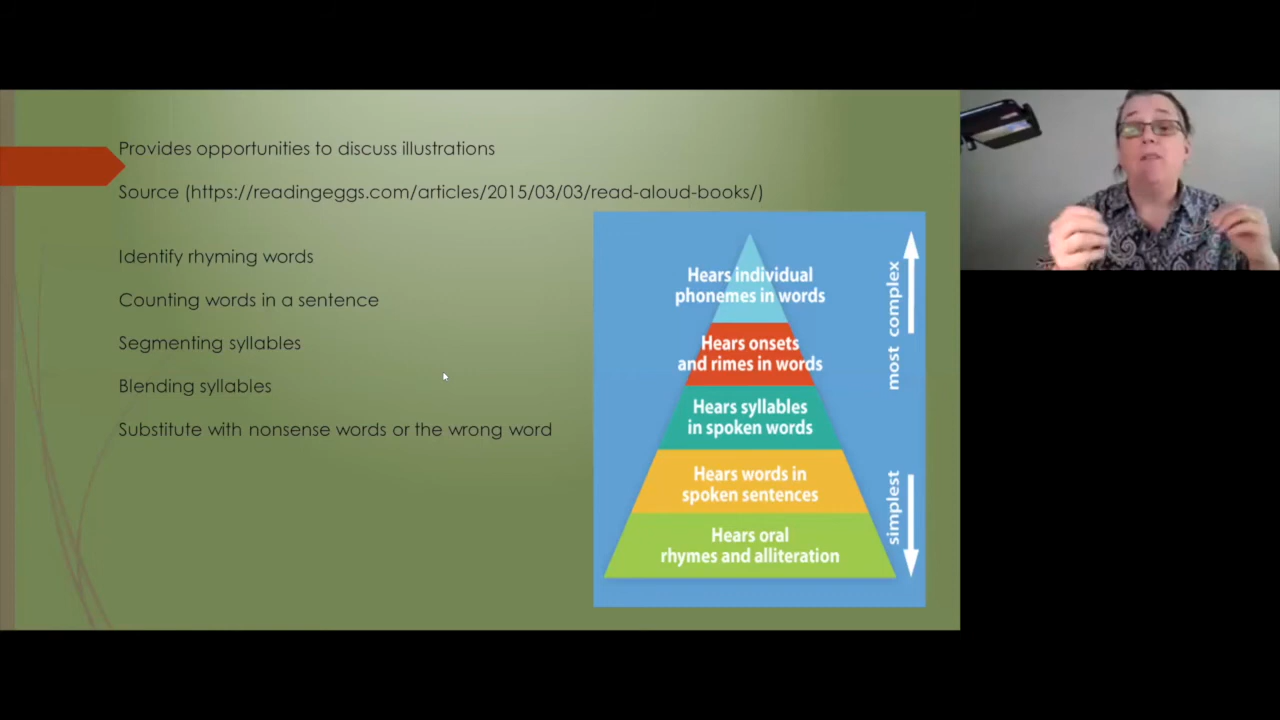 Provides opportunities to discuss illustrations
Source (https://readingeggs.com/articles/2015/03/03/read-aloud-books/)
Identify rhyming words
Counting words in a sentence
Segmenting syllables
Blending syllables
Substitute with nonsense words or the wrong word
Hears individual
phonemes in words
Hears onsets
and rimes in words
Hears syllables
in spoken words
Hears words in
spoken sentences
Hears oral
rhymes and alliteration
most complex
simplest